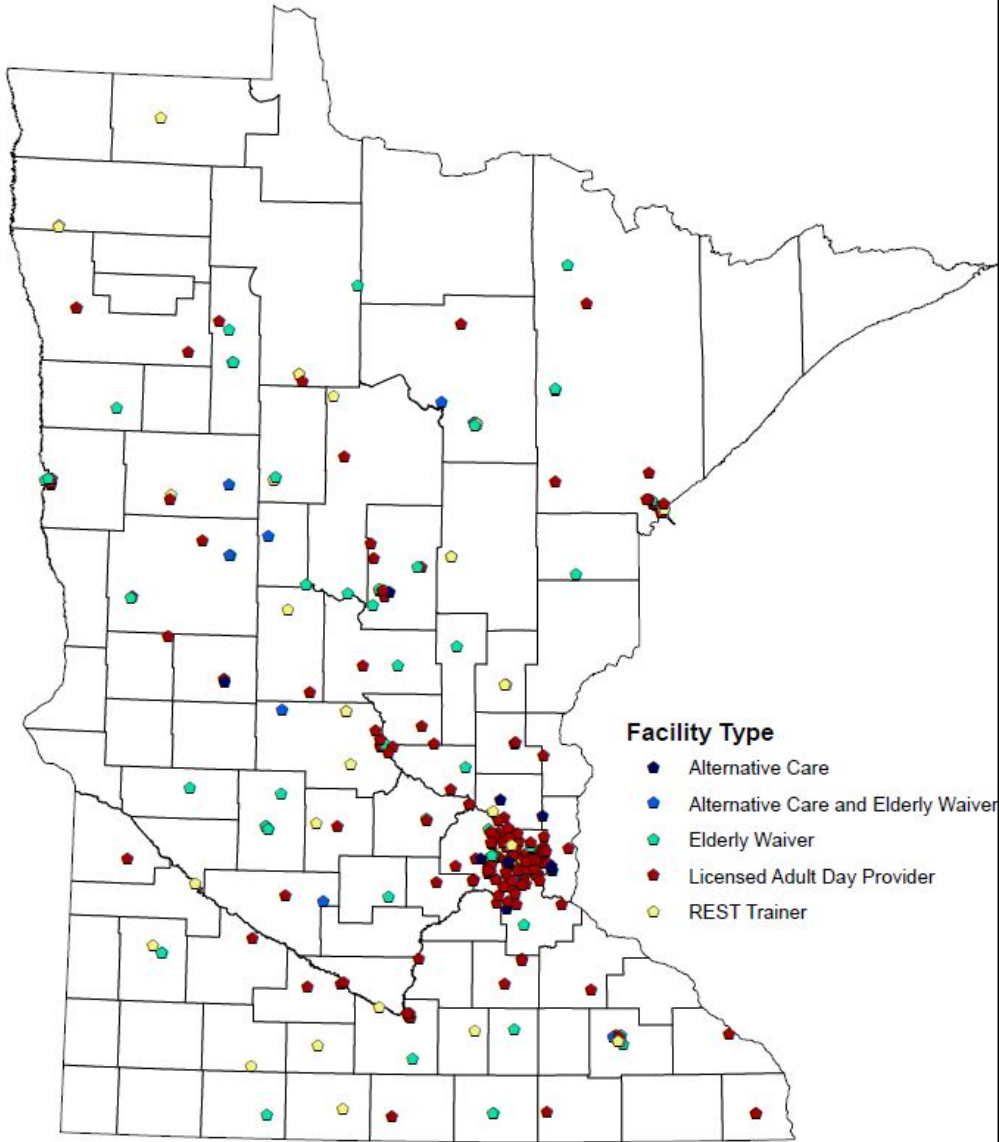 Facility Type
Alternative Care
Alternative Care and Elderly Waiver
Elderly Waiver
Licensed Adult Day Provider
REST Trainer